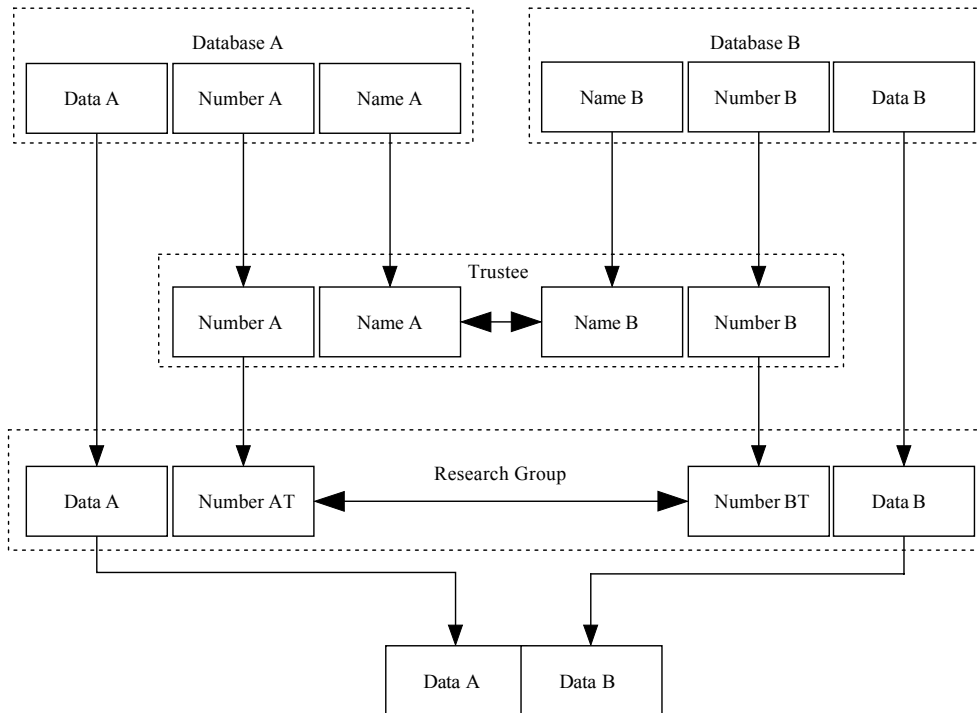 Database A
Database B
Data A
Number A
Name A
Name B
Number B
Data B
Trustee
Number A
Name A
Name B
Number B
Research Group
Data A
Number AT
Number BT
Data B
Data A
Data B